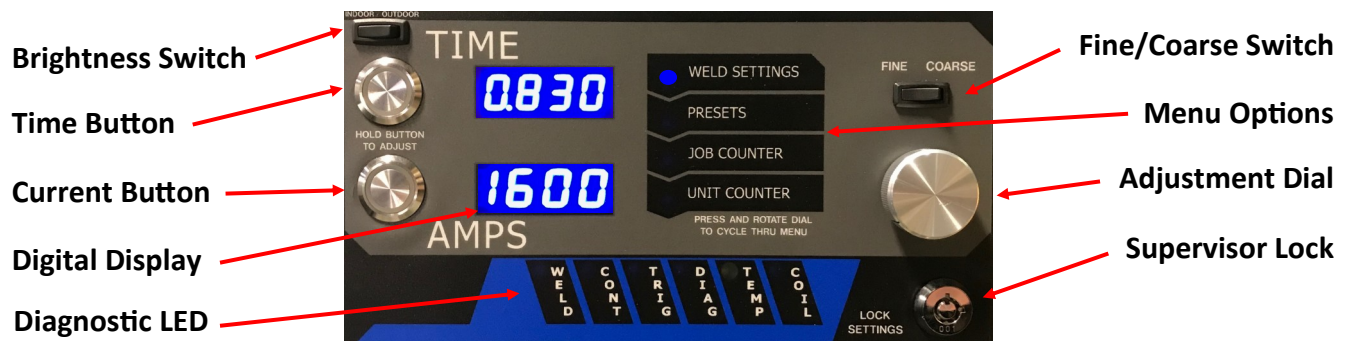 Brightness Switch
Time Button
Current Button
Digital Display
Diagnostic LED
INDOOR / OUTDOOR
TIME
0.830
HOLD BUTTON
TO ADJUST
1600
AMPS
WELD SETTINGS
PRESETS
JOB COUNTER
UNIT COUNTER
PRESS AND ROTATE DIAL
TO CYCLE THRU MENU
FINE COARSE
WELD
CONT
TRIG
DIAG
TEMP
COIL
LOCK
SETTINGS
001
Fine/Coarse Switch
Menu Options
Adjustment Dial
Supervisor Lock